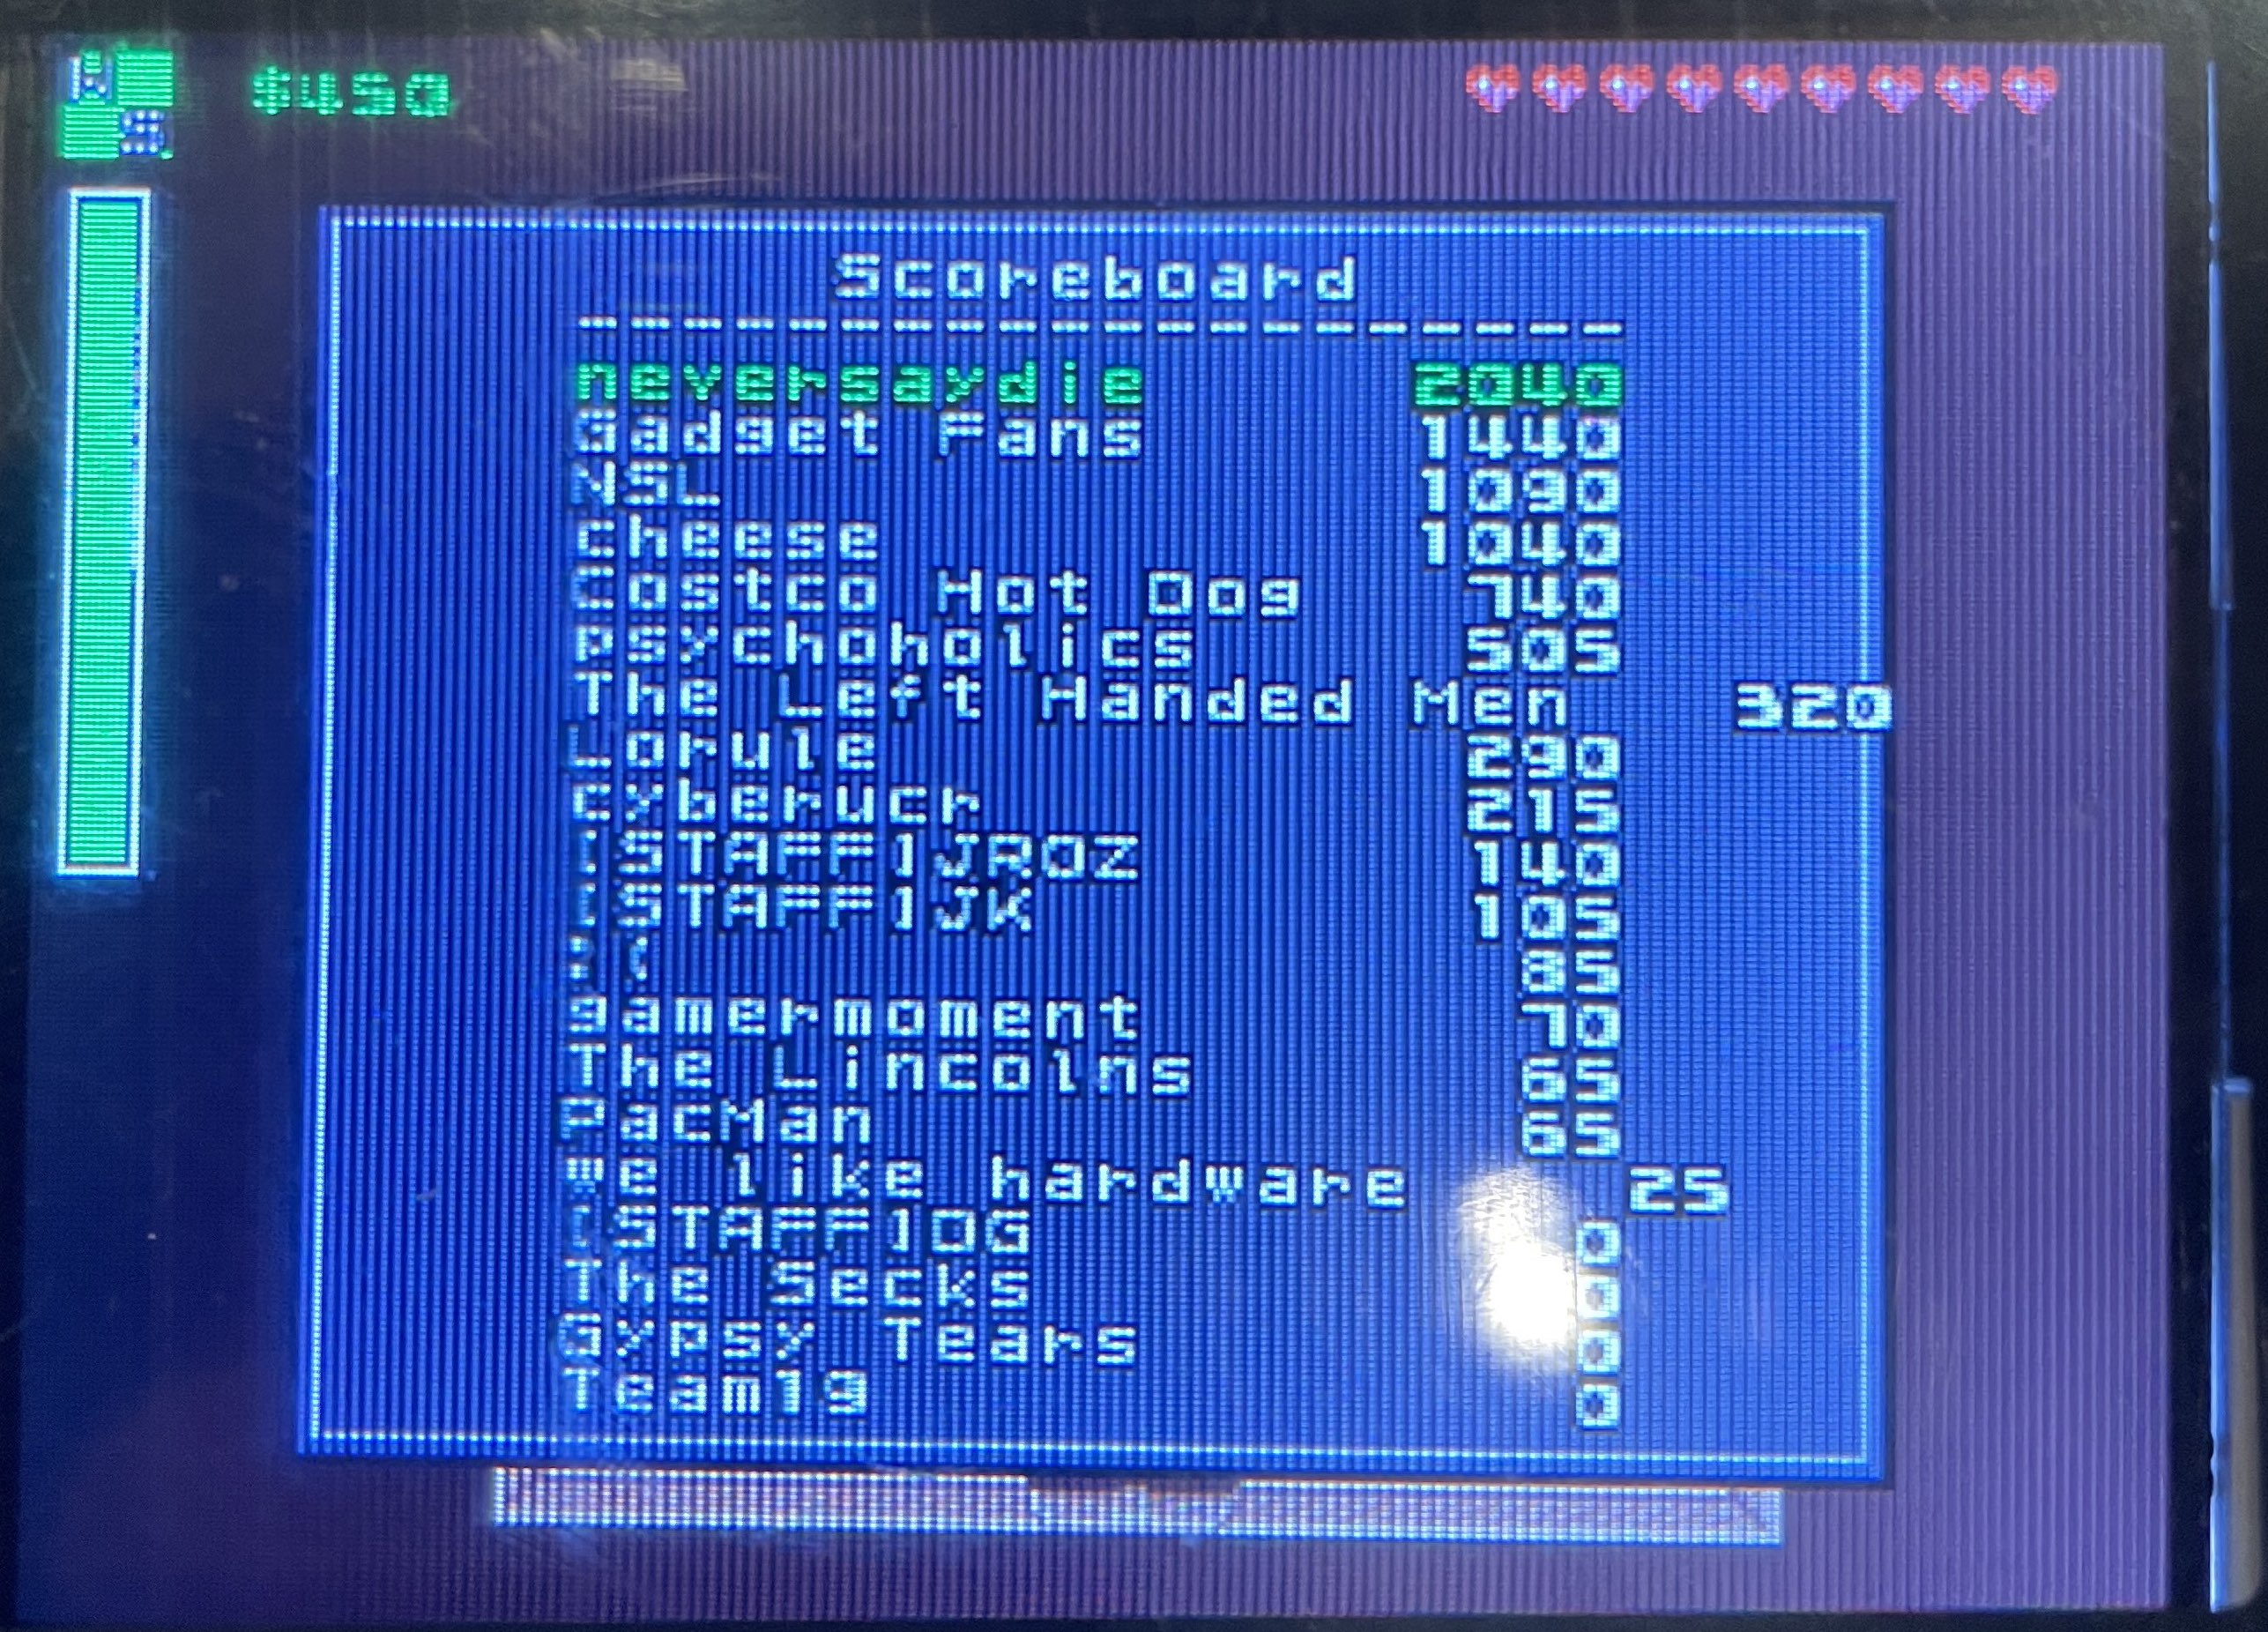 $450
Scoreboard
--------------------
neversaydie 2040
Gadget Fans 1440
NSL 1090
cheese 1040
Costco Hot Dog 740
psychoholics 505
The Left Handed Men 320
Lorule 290
cyberucr 215
[STAFF]JROZ 140
[STAFF]JK 105
85
gamermoment 70
The Lincolns 65
PacMan 65
we like hardware 25
[STAFF]OG 0
The Secks 0
Gypsy Tears 0
Team19 0